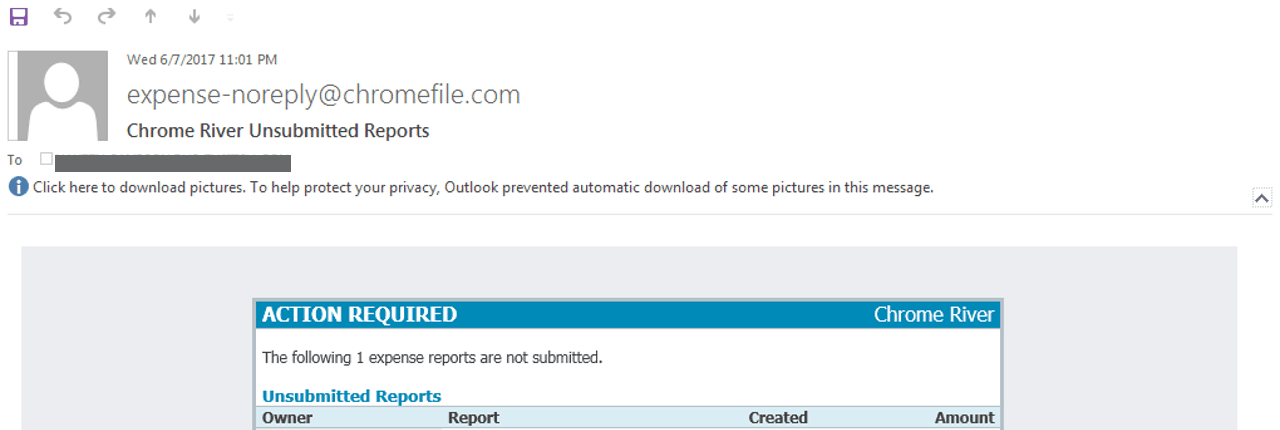 Wed 6/7/2017 11:01 PM
expense-noreply@chromefile.com
Chrome River Unsubmitted Reports
To
Click here to download pictures. To help protect your privacy, Outlook prevented automatic download of some pictures in this message.
ACTION REQUIRED Chrome River
The following 1 expense reports are not submitted.
Unsubmitted Reports
Owner Report Created Amount